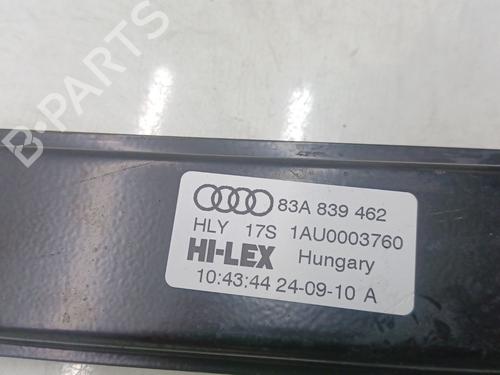 B-PARTS
83A 839 462
HLY 17S 1AU0003760
HI-LEX Hungary
10:43:44 24-09-10 A